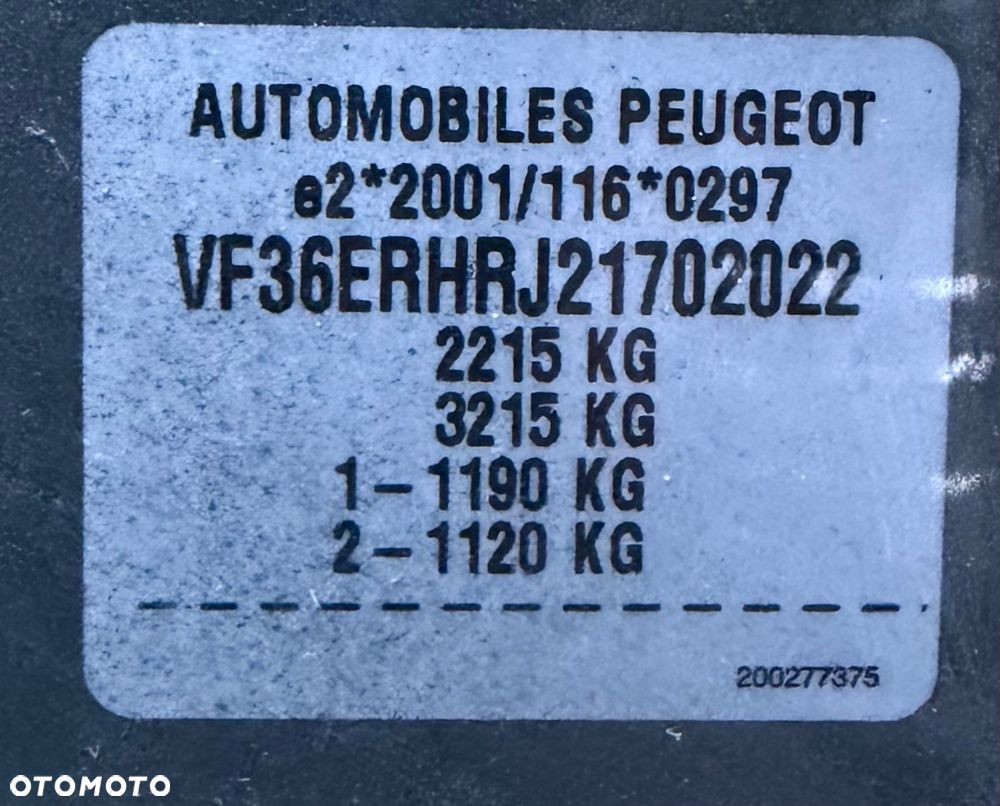 AUTOMOBILES PEUGEOT
e2*2001/116*0297
VF36ERHRJ21702022
2215 KG
3215 KG
1 – 1190 KG
2 – 1120 KG
200277375
OTOMOTO